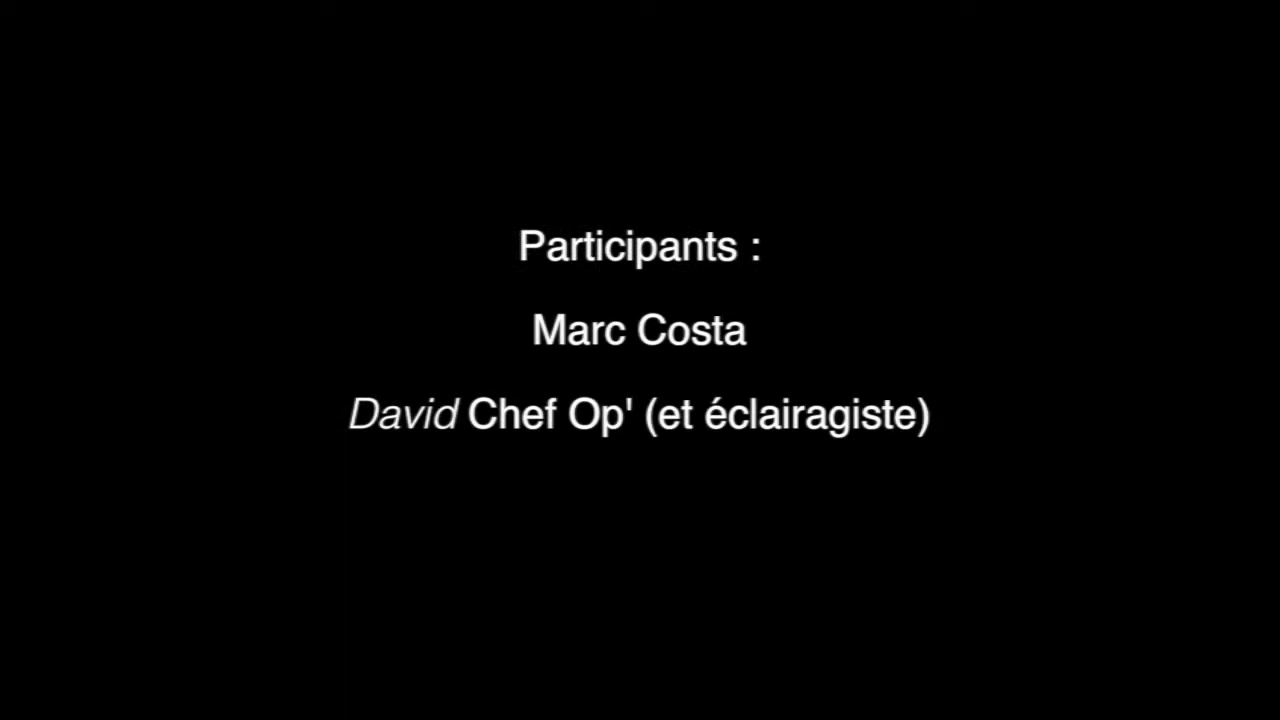 Participants :
Marc Costa
David Chef Op' (et éclairagiste)